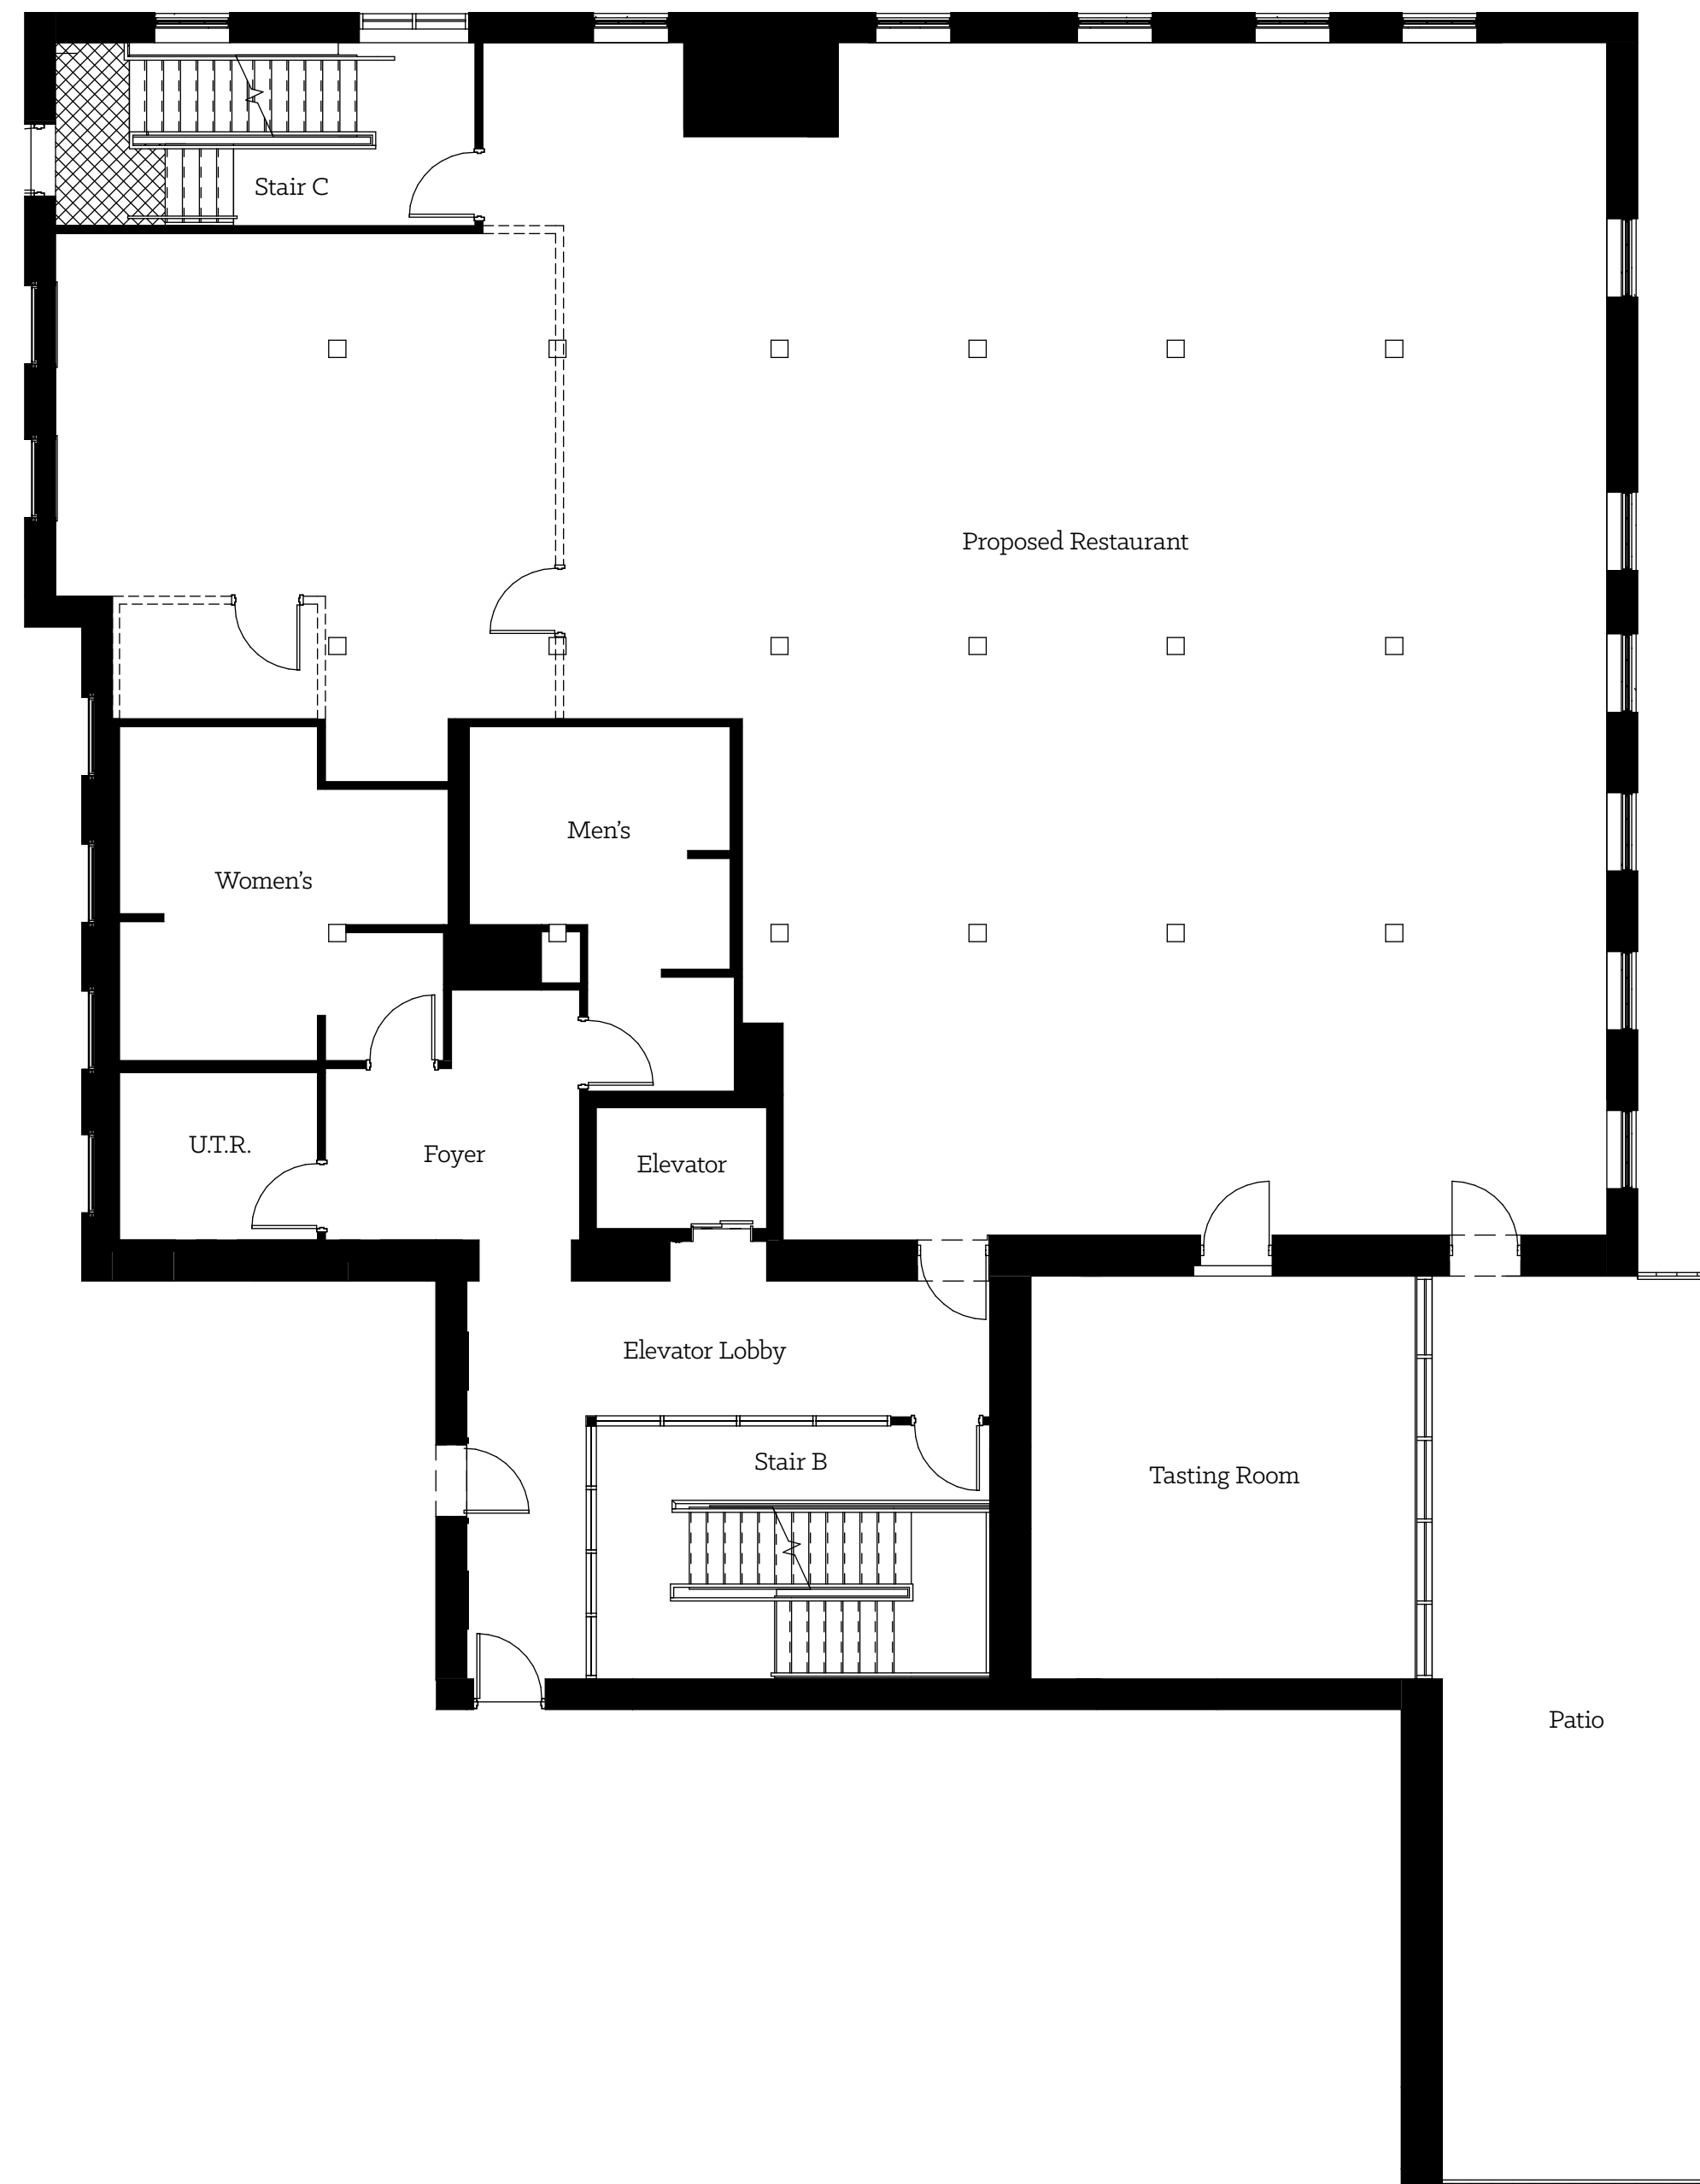 Stair C
Proposed Restaurant
Men’s
Women’s
U.T.R.
Foyer
Elevator
Elevator Lobby
Stair B
Tasting Room
Patio